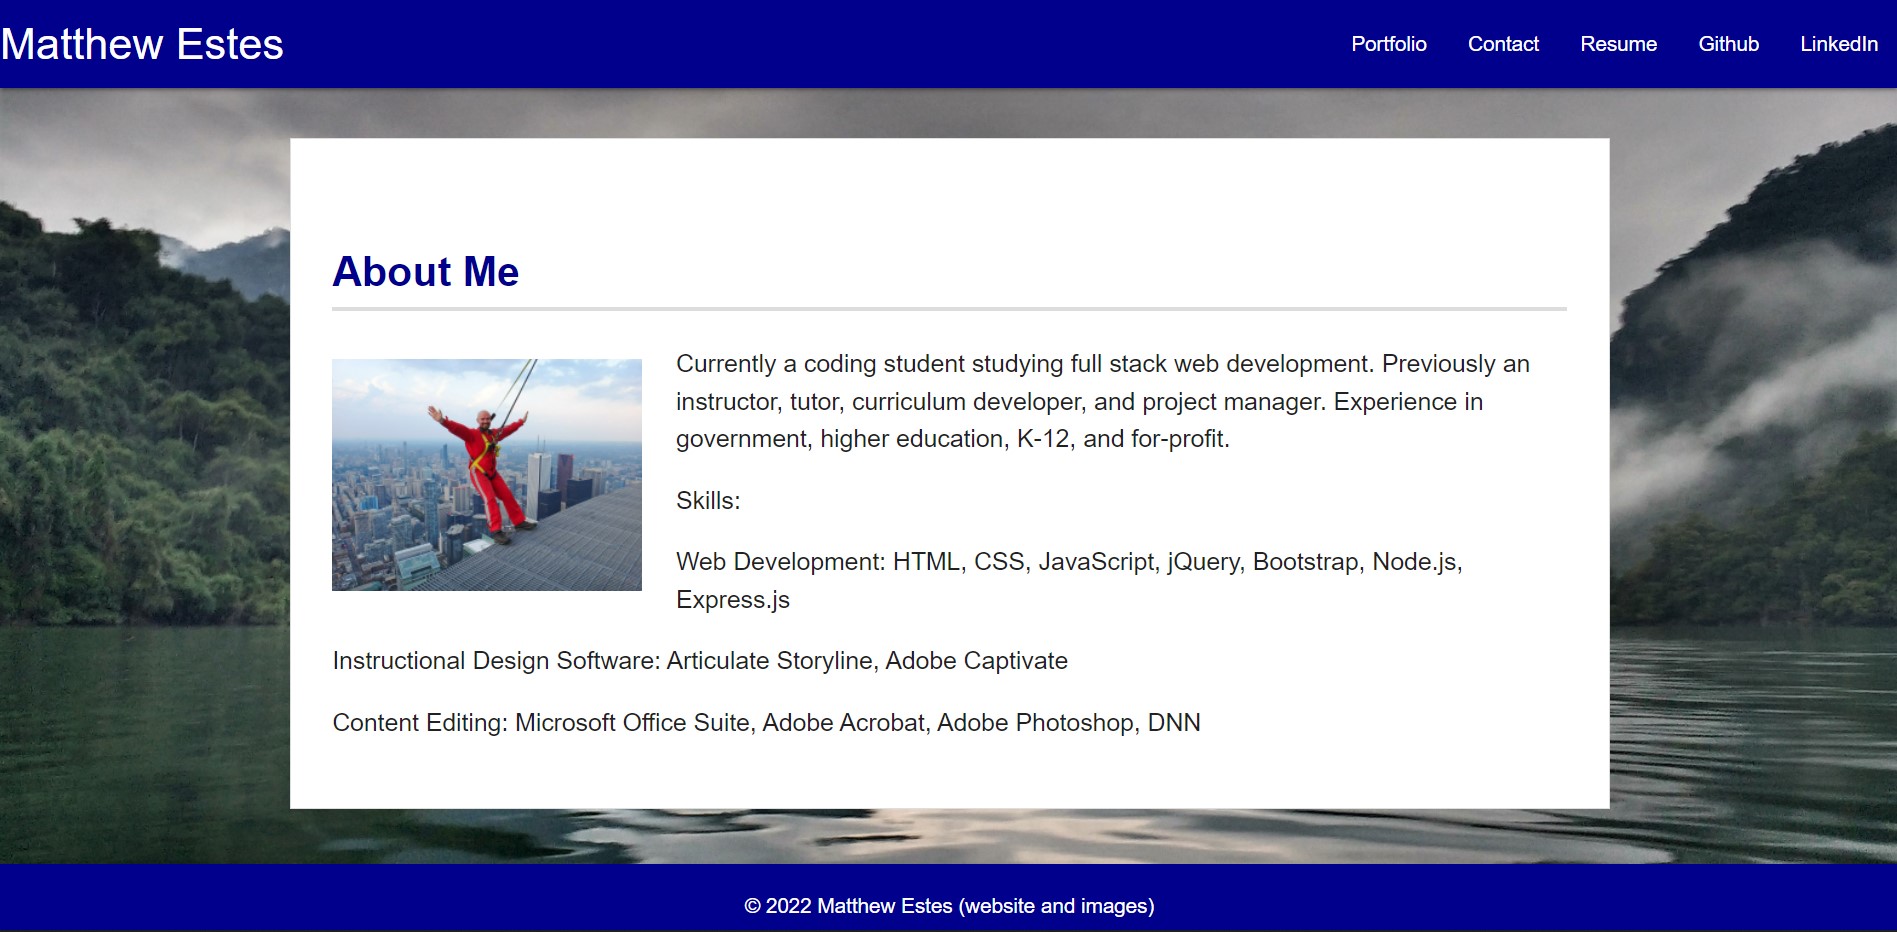 Matthew Estes
Portfolio Contact Resume Github LinkedIn
About Me
Currently a coding student studying full stack web development. Previously an
instructor, tutor, curriculum developer, and project manager. Experience in
government, higher education, K-12, and for-profit.
Skills:
Web Development: HTML, CSS, JavaScript, jQuery, Bootstrap, Node.js,
Express.js
Instructional Design Software: Articulate Storyline, Adobe Captivate
Content Editing: Microsoft Office Suite, Adobe Acrobat, Adobe Photoshop, DNN
© 2022 Matthew Estes (website and images)